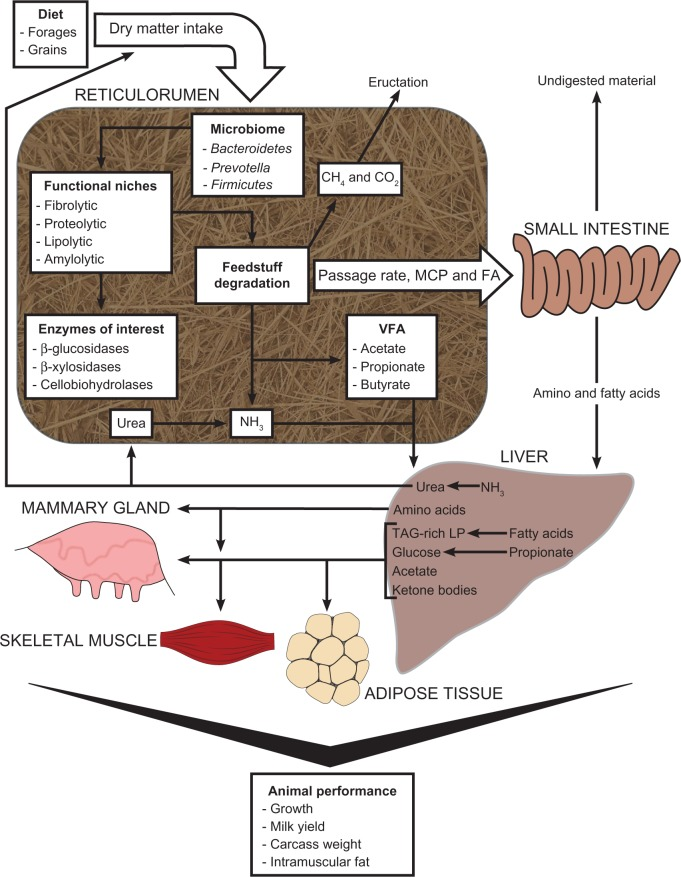 Diet
- Forages
- Grains
Dry matter intake
RETICULORUMEN
Eructation
Undigested material
Microbiome
- Bacteroidetes
- Prevotella
- Firmicutes
CH4 and CO2
Functional niches
- Fibrolytic
- Proteolytic
- Lipolytic
- Amylolytic
SMALL INTESTINE
Feedstuff
degradation
Passage rate, MCP and FA
Enzymes of interest
- β-glucosidases
- β-xylosidases
- Cellobiohydrolases
VFA
- Acetate
- Propionate
- Butyrate
Amino and fatty acids
Urea
NH3
LIVER
Urea
NH3
MAMMARY GLAND
Amino acids
TAG-rich LP
Fatty acids
Glucose
Propionate
Acetate
Ketone bodies
SKELETAL MUSCLE
ADIPOSE TISSUE
Animal performance
- Growth
- Milk yield
- Carcass weight
- Intramuscular fat